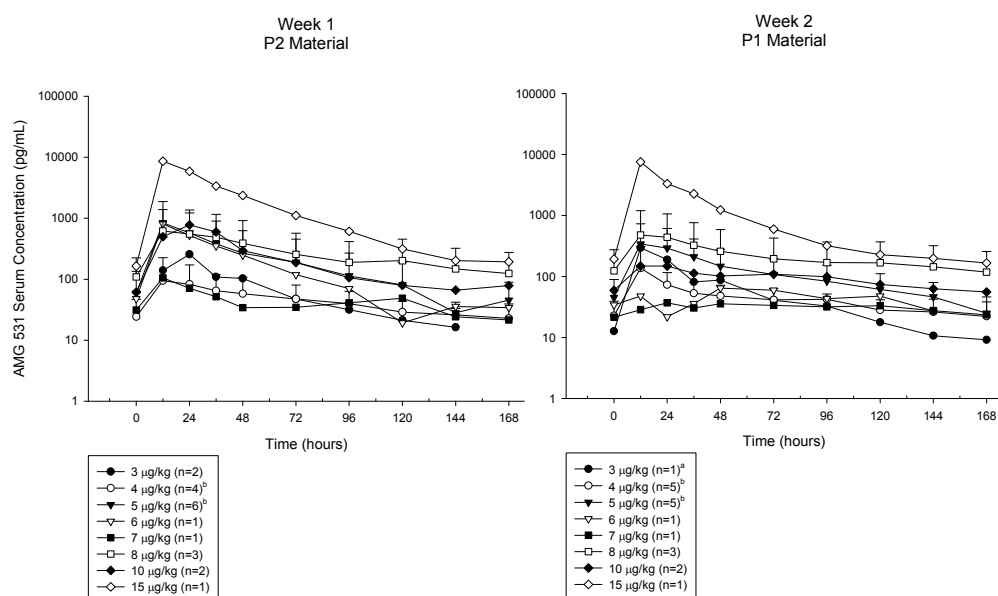 Week 1
P2 Material
AMG 531 Serum Concentration (pg/mL)
100000
10000
1000
100
10
1
0 24 48 72 96 120 144 168
Time (hours)
3 μg/kg (n=2)
4 μg/kg (n=4)b
5 μg/kg (n=6)b
6 μg/kg (n=1)
7 μg/kg (n=1)
8 μg/kg (n=3)
10 μg/kg (n=2)
15 μg/kg (n=1)
Week 2
P1 Material
100000
10000
1000
100
10
1
0 24 48 72 96 120 144 168
Time (hours)
3 μg/kg (n=1)a
4 μg/kg (n=5)b
5 μg/kg (n=5)b
6 μg/kg (n=1)
7 μg/kg (n=1)
8 μg/kg (n=3)
10 μg/kg (n=2)
15 μg/kg (n=1)